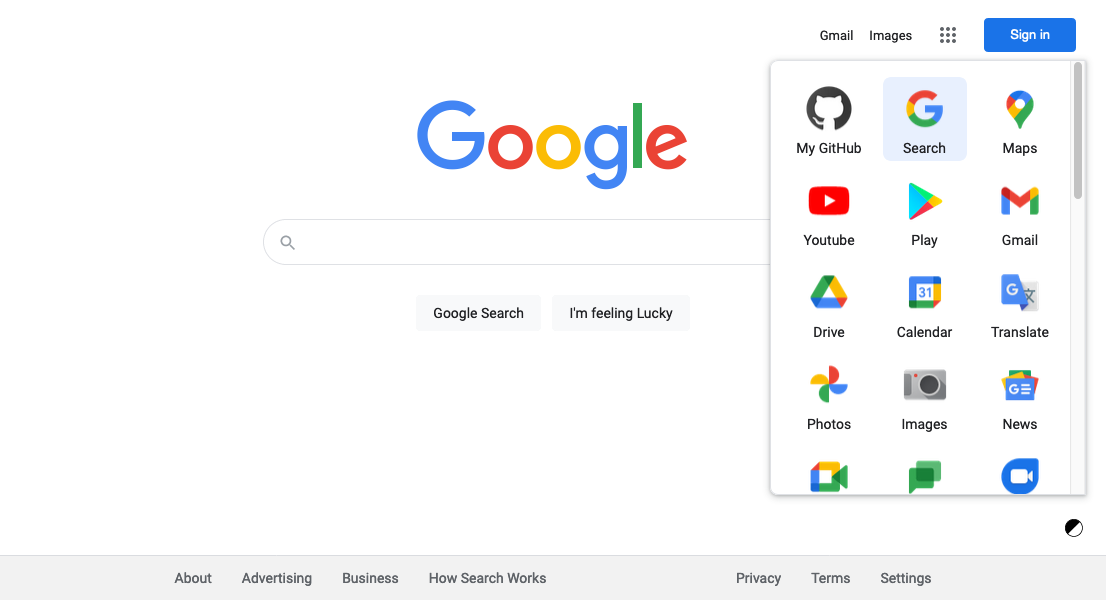 Gmail Images Sign in
Google
Google Search I'm feeling Lucky
My GitHub Search Maps
Youtube Play Gmail
31
Drive Calendar Translate
Photos Images News
About Advertising Business How Search Works Privacy Terms Settings